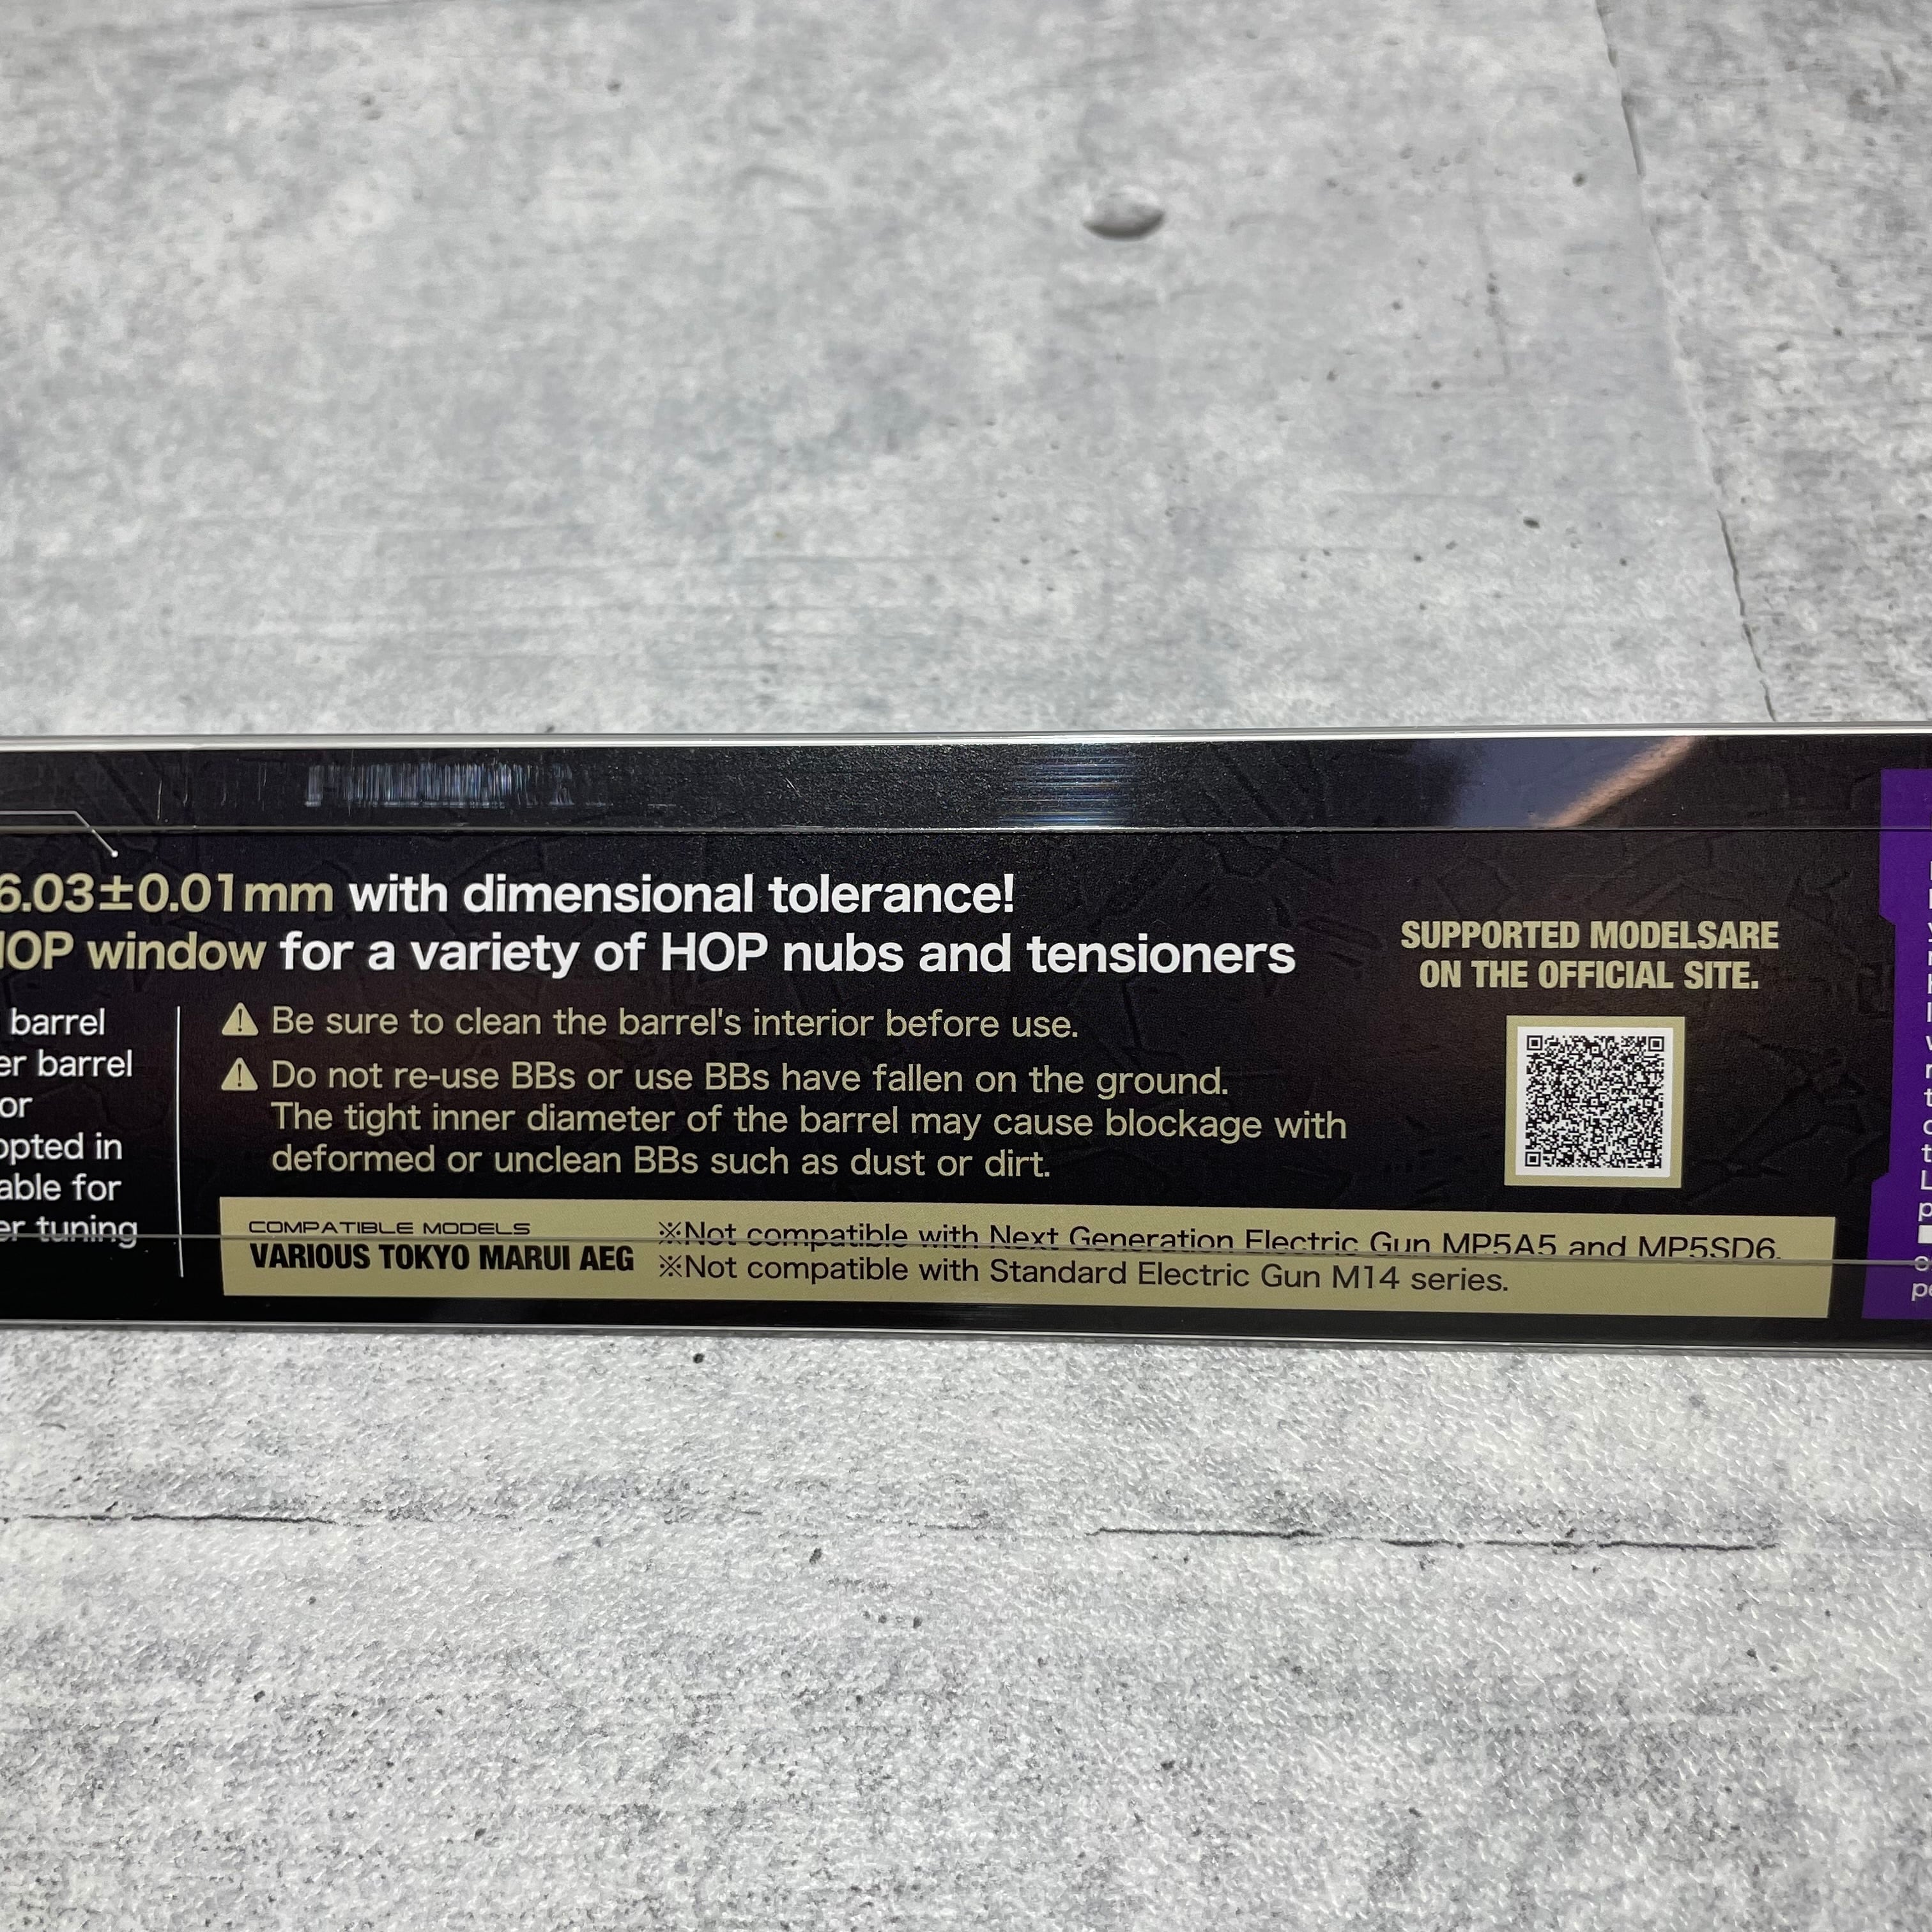 6.03±0.01mm with dimensional tolerance!
HOP window for a variety of HOP nubs and tensioners
barrel
er barrel
or
opted in
able for
er tuning
⚠ Be sure to clean the barrel's interior before use.
⚠ Do not re-use BBs or use BBs have fallen on the ground.
The tight inner diameter of the barrel may cause blockage with
deformed or unclean BBs such as dust or dirt.
SUPPORTED MODELSARE
ON THE OFFICIAL SITE.
COMPATIBLE MODELS
VARIOUS TOKYO MARUI AEG
※Not compatible with Next Generation Electric Gun MP5A5 and MP5SD6.
※Not compatible with Standard Electric Gun M14 series.